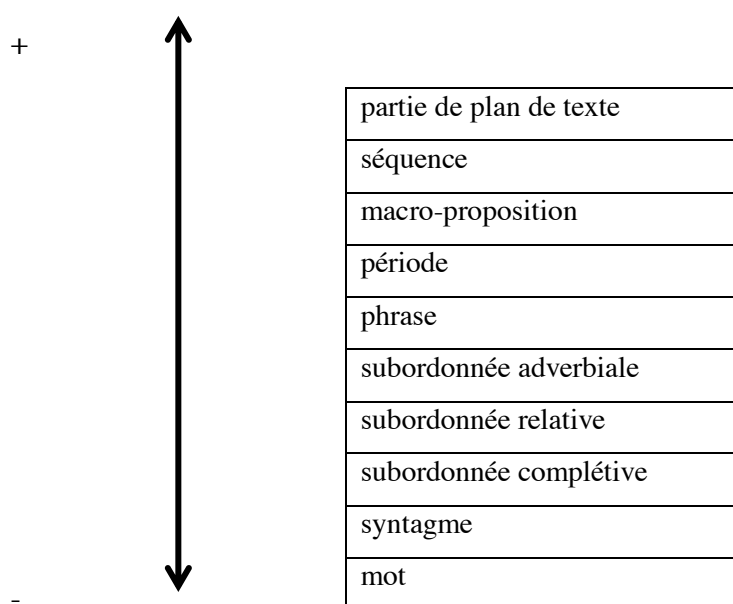 +
partie de plan de texte
séquence
macro-proposition
période
phrase
subordonnée adverbiale
subordonnée relative
subordonnée complétive
syntagme
mot
-